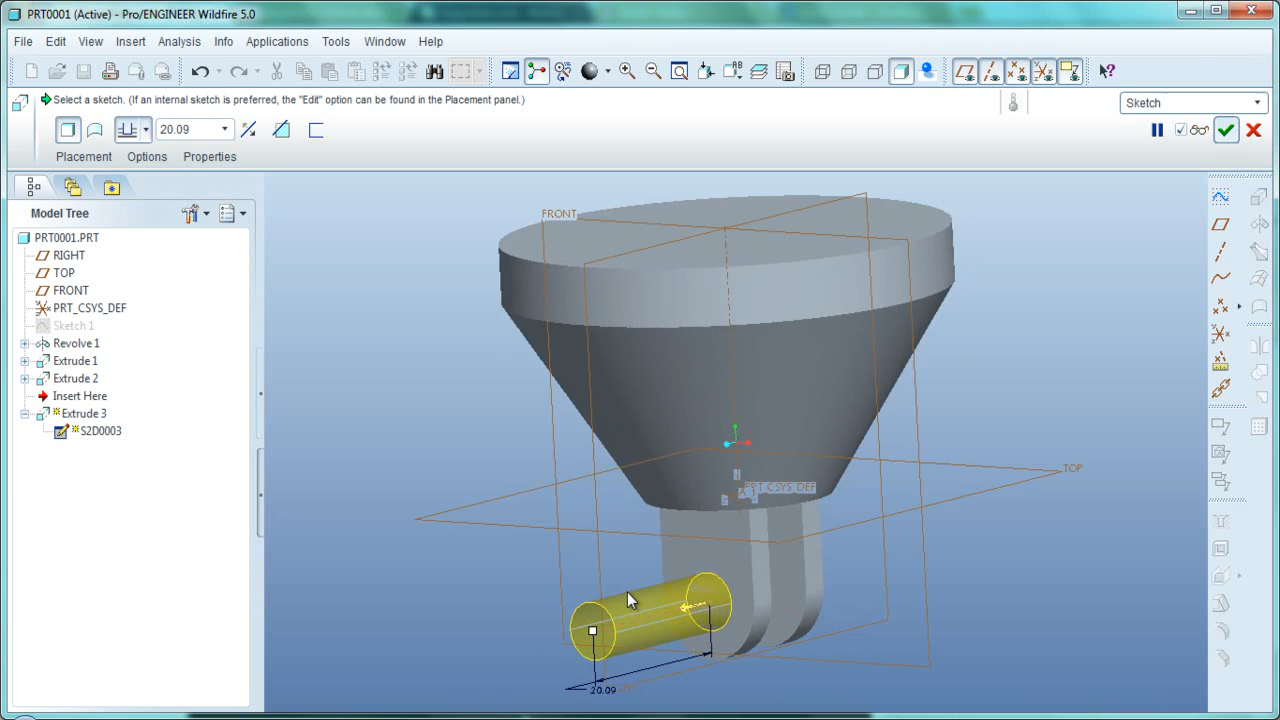 PRT0001 (Active) - Pro/ENGINEER Wildfire 5.0
File Edit View Insert Analysis Info Applications Tools Window Help
Select a sketch. (If an internal sketch is preferred, the "Edit" option can be found in the Placement panel.)
Sketch
20.09
Placement Options Properties
Model Tree
PRT0001.PRT
RIGHT
TOP
FRONT
PRT_CSYS_DEF
Sketch 1
Revolve 1
Extrude 1
Extrude 2
Insert Here
Extrude 3
S2D0003
FRONT
TOP
PRT_CSYS_DEF
20.09